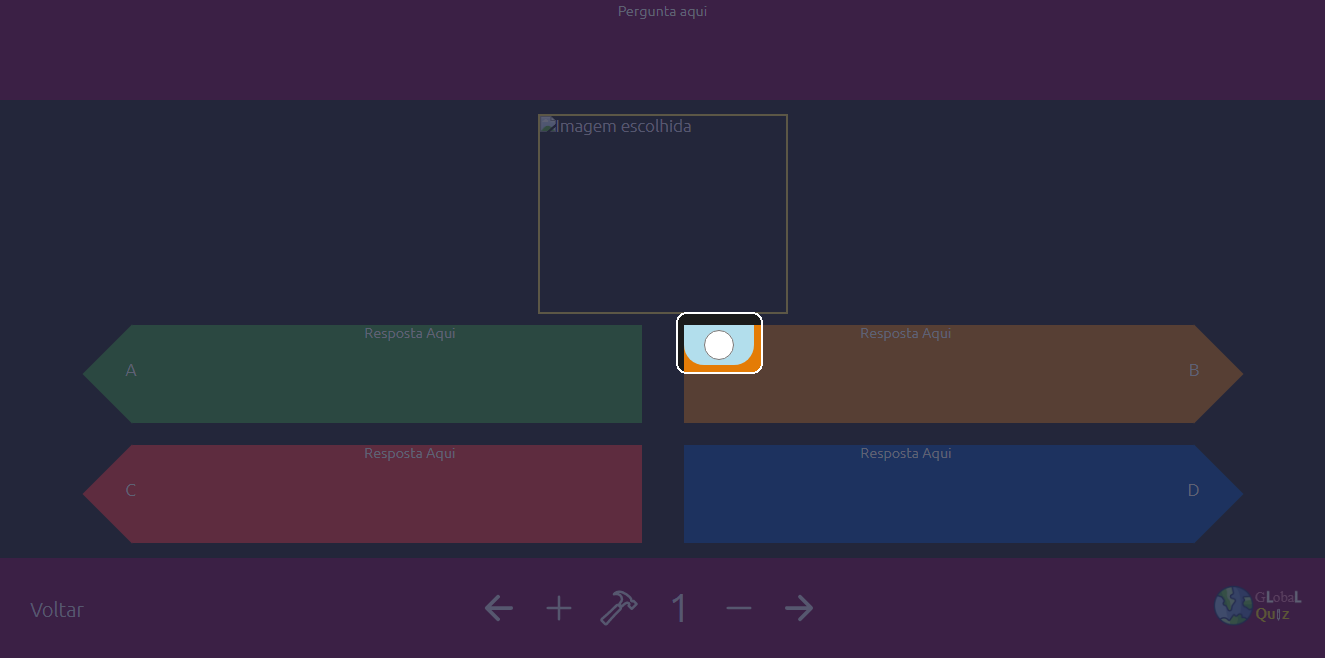 Pergunta aqui
Imagem escolhida
Resposta Aqui
Resposta Aqui
A
B
Resposta Aqui
Resposta Aqui
C
D
Voltar
1
GLobaL
Quiz